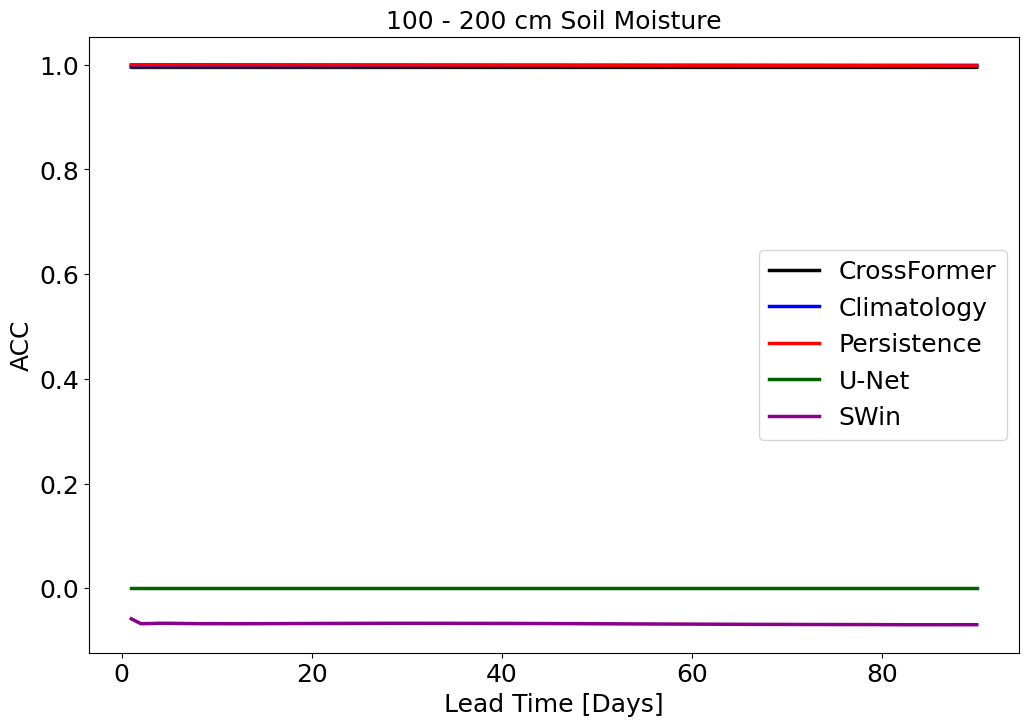 100 - 200 cm Soil Moisture
1.0
0.8
0.6
0.4
0.2
0.0
ACC
CrossFormer
Climatology
Persistence
U-Net
SWin
0 20 40 60 80
Lead Time [Days]